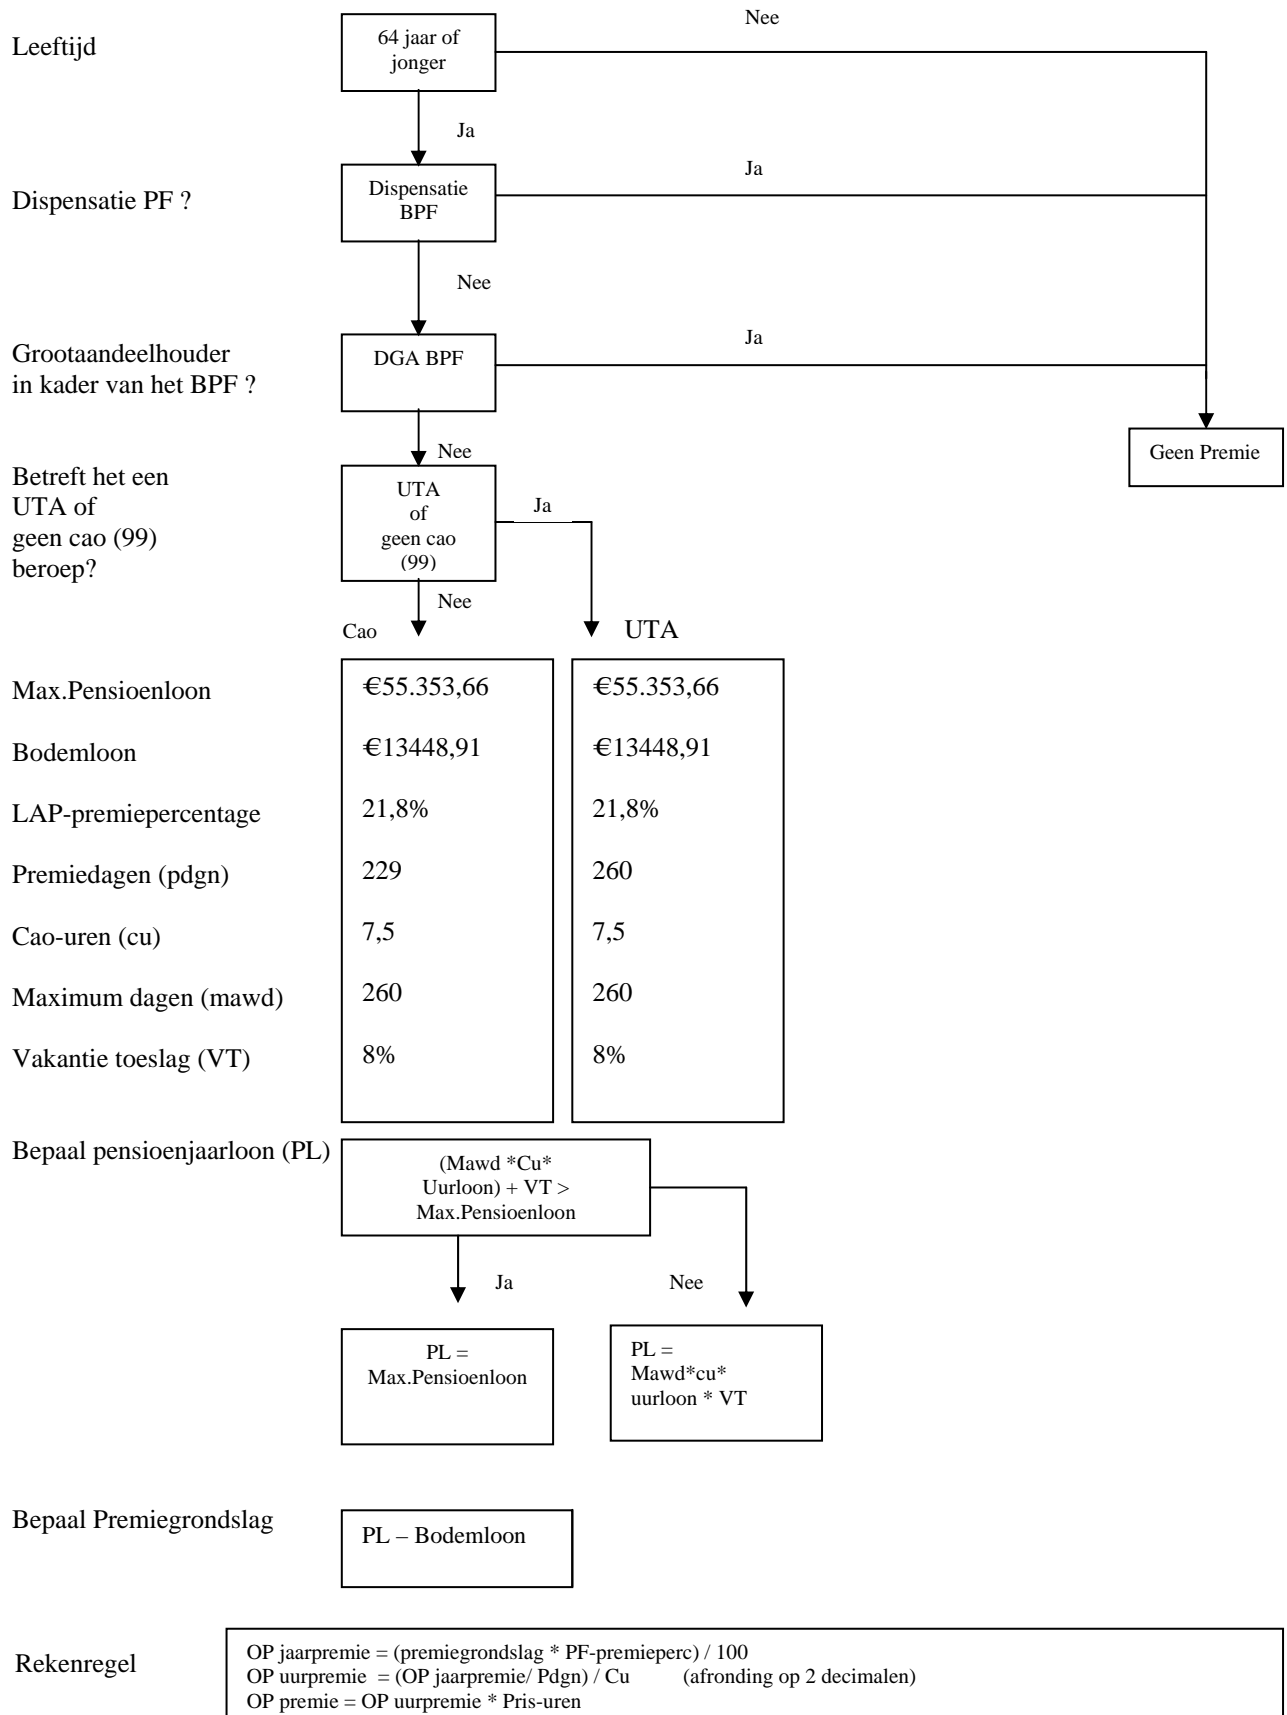 Nee
Leeftijd
64 jaar of
jonger
Ja
Ja
Dispensatie PF ?
Dispensatie
BPF
Nee
Ja
Grootaandeelhouder
in kader van het BPF ?
DGA BPF
Nee
Geen Premie
Betreft het een
UTA of
geen cao (99)
beroep?
UTA
of
geen cao
(99)
Ja
Nee
Cao
UTA
Max.Pensioenloon
€55.353,66
€55.353,66
Bodemloon
€13448,91
€13448,91
LAP-premiepercentage
21,8%
21,8%
Premiedagen (pdgn)
229
260
Cao-uren (cu)
7,5
7,5
Maximum dagen (mawd)
260
260
Vakantie toeslag (VT)
8%
8%
Bepaal pensioenjaarloon (PL)
(Mawd *Cu*
Uurloon) + VT >
Max.Pensioenloon
Ja
Nee
PL =
Max.Pensioenloon
PL =
Mawd*cu*
uurloon * VT
Bepaal Premiegrondslag
PL – Bodemloon
Rekenregel
OP jaarpremie = (premiegrondslag * PF-premieperc) / 100
OP uurpremie = (OP jaarpremie/ Pdgn) / Cu (afronding op 2 decimalen)
OP premie = OP uurpremie * Pris-uren